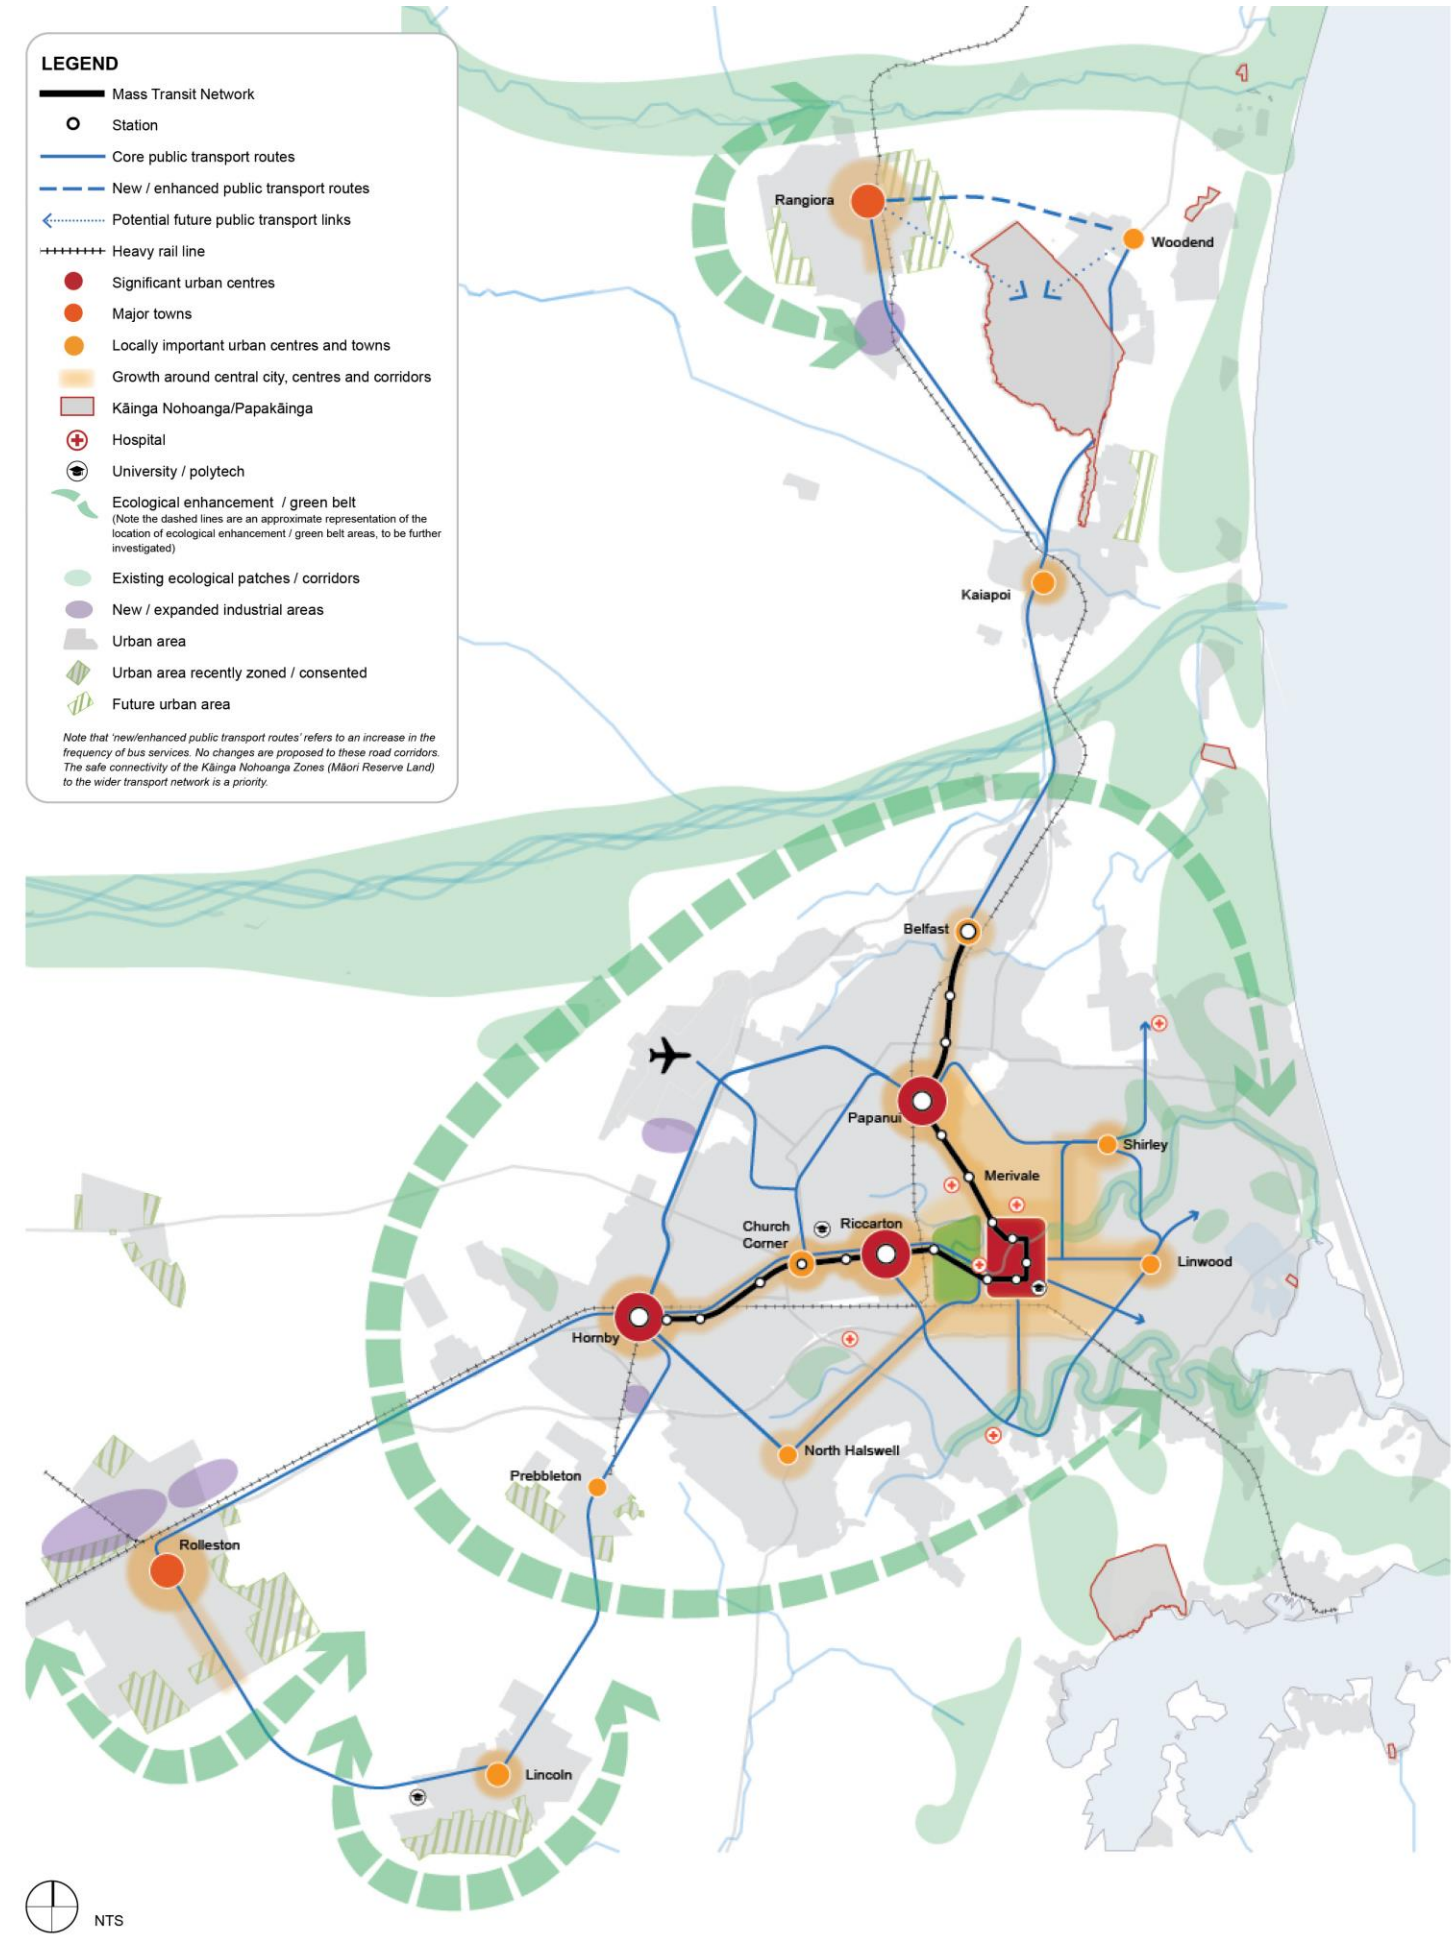 LEGEND
Mass Transit Network
Station
Core public transport routes
New / enhanced public transport routes
Potential future public transport links
Heavy rail line
Significant urban centres
Major towns
Locally important urban centres and towns
Growth around central city, centres and corridors
Kāinga Nohoanga/Papakāinga
Hospital
University / polytech
Ecological enhancement / green belt
(Note the dashed lines are an approximate representation of the
location of ecological enhancement / green belt areas, to be further
investigated)
Existing ecological patches / corridors
New / expanded industrial areas
Urban area
Urban area recently zoned / consented
Future urban area
Note that 'new/enhanced public transport routes' refers to an increase in the
frequency of bus services. No changes are proposed to these road corridors.
The safe connectivity of the Kāinga Nohoanga Zones (Māori Reserve Land)
to the wider transport network is a priority.
Rangiora
Woodend
Kaiapoi
Belfast
Papanui
Shirley
Merivale
Church
Corner
Riccarton
Linwood
Hornby
North Halswell
Prebbleton
Rolleston
Lincoln
NTS